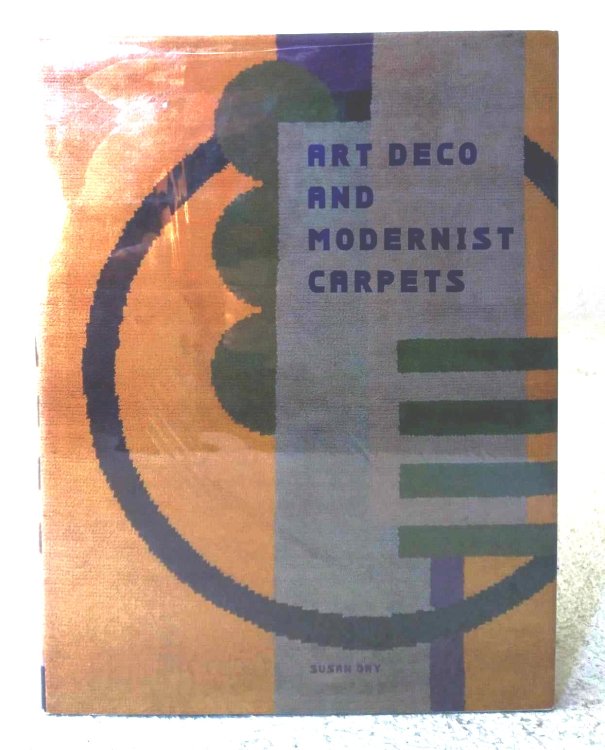 ART DECO
AND
MODERNIST
CARPETS
SUSAN DAY